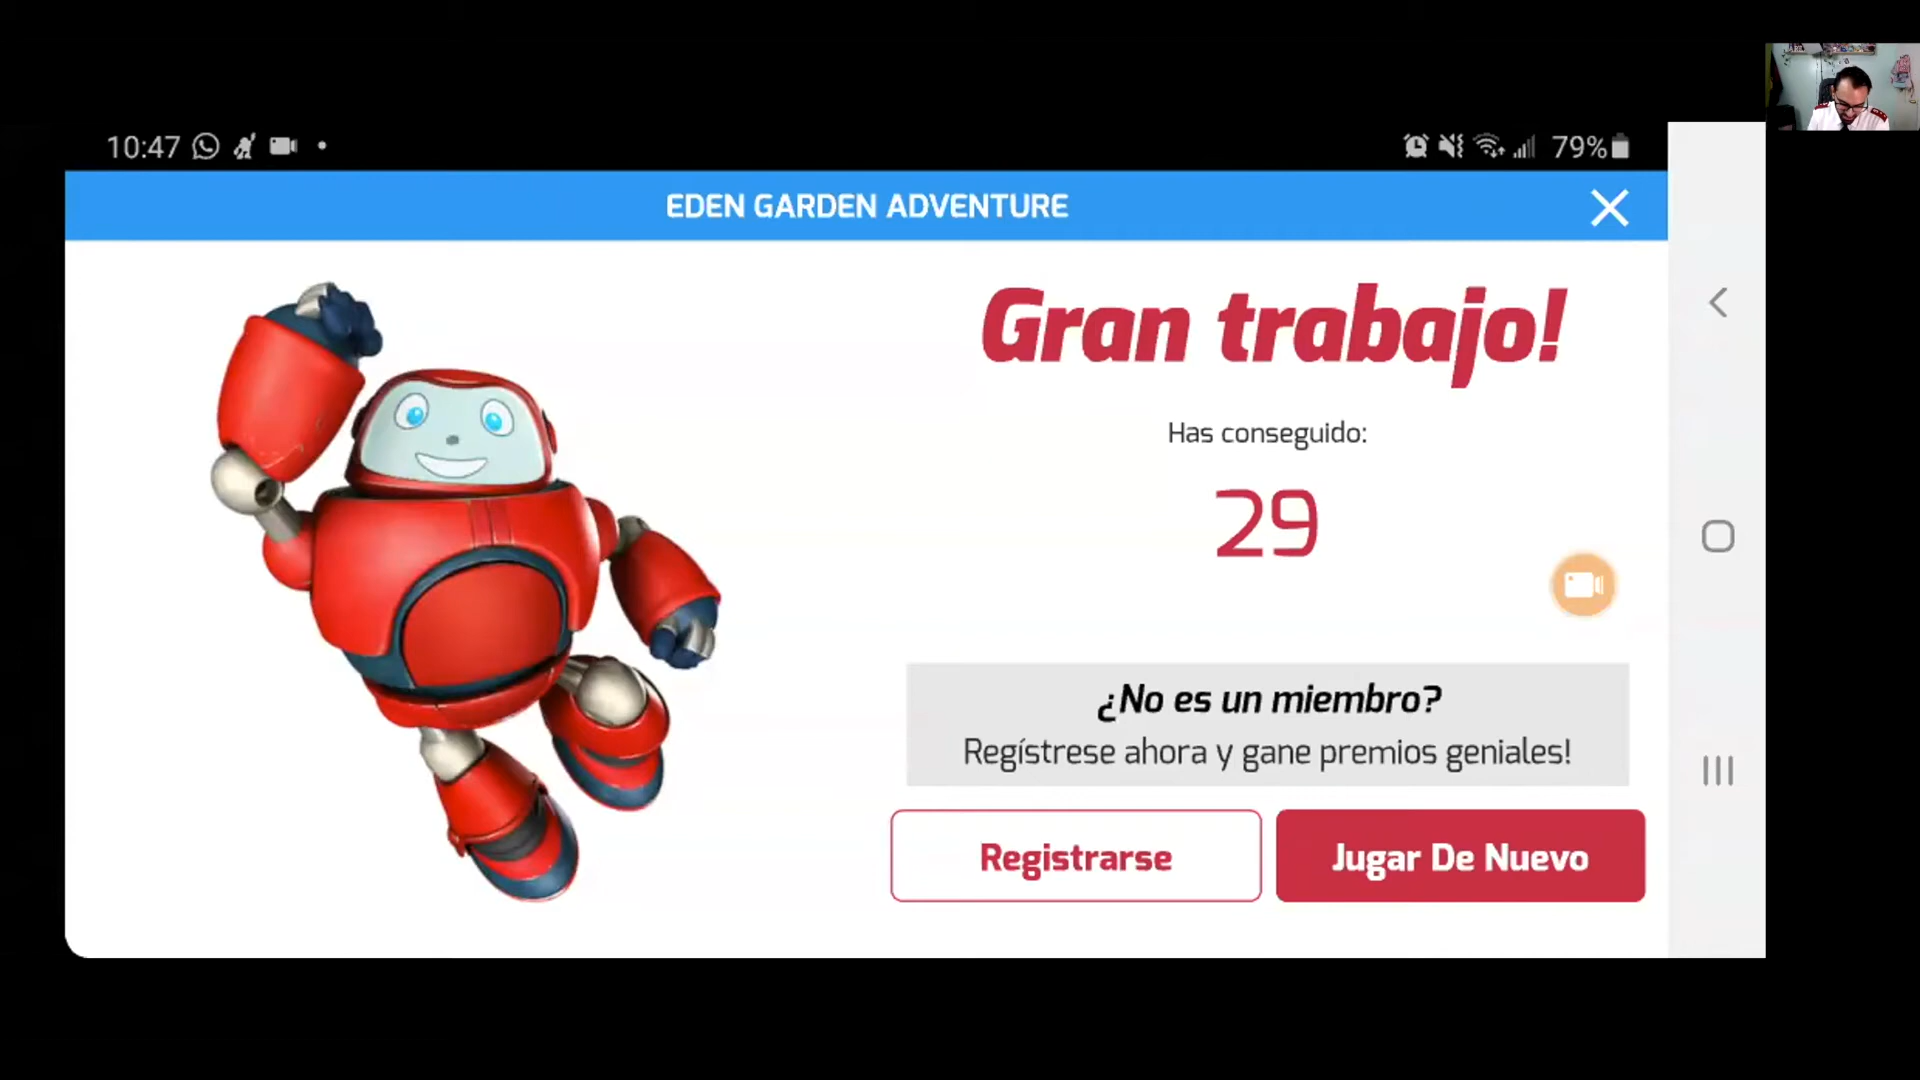 10:47
79%
EDEN GARDEN ADVENTURE
Gran trabajo!
Has conseguido:
29
¿No es un miembro?
Regístrese ahora y gane premios geniales!
Registrarse
Jugar De Nuevo